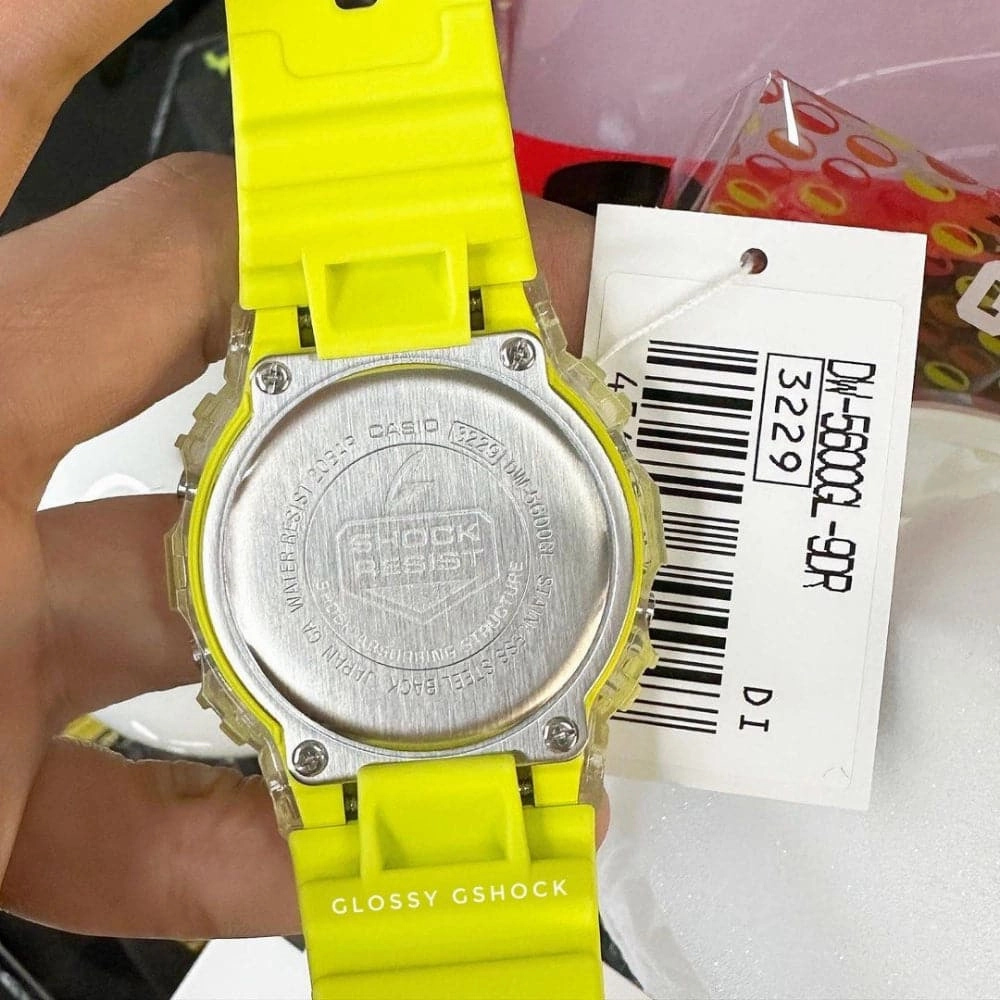 CASIO 3229 DW-5600GL STAINLESS STEEL BACK JAPAN GA WATER RESIST 20BAR
SHOCK
RESIST
SHOCK ABSORBING STRUCTURE
DW-5600GL-9DR
3229
DI
4
G
GLOSSY GSHOCK